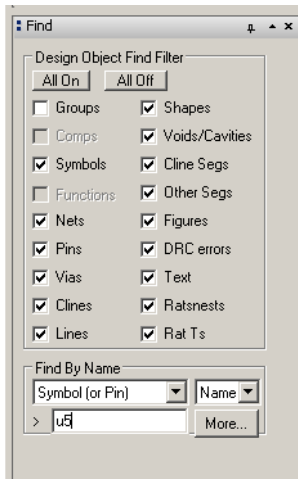 Find
Design Object Find Filter
All On All Off
Groups Shapes
Comps Voids/Cavities
Symbols Cline Segs
Functions Other Segs
Nets Figures
Pins DRC errors
Vias Text
Clines Ratsnests
Lines Rat Ts
Find By Name
Symbol (or Pin) Name
> u5 More...